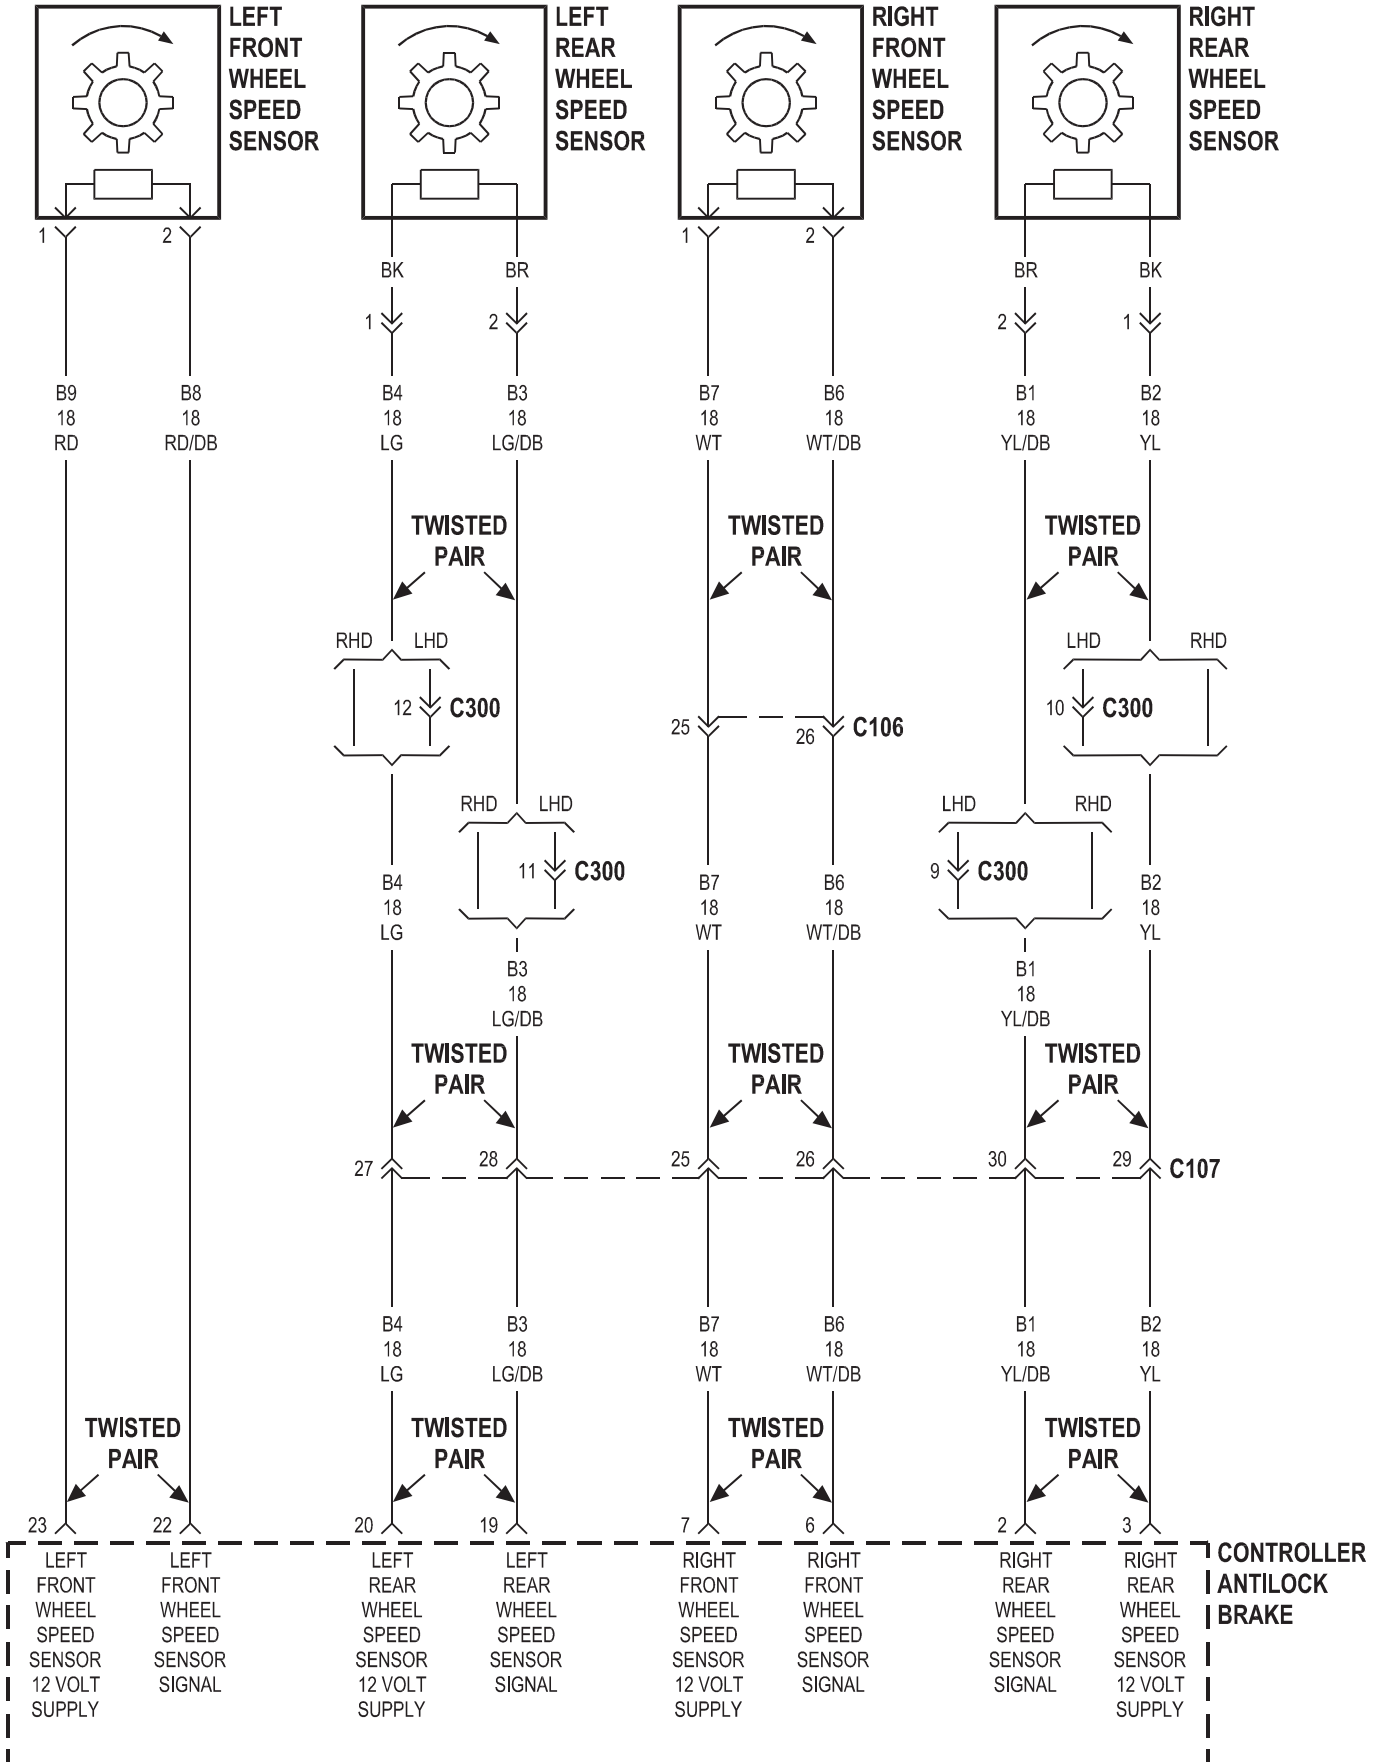 LEFT
FRONT
WHEEL
SPEED
SENSOR
LEFT
REAR
WHEEL
SPEED
SENSOR
RIGHT
FRONT
WHEEL
SPEED
SENSOR
RIGHT
REAR
WHEEL
SPEED
SENSOR
1 2 1 2
BK BR BR BK
1 2 2 1
B9 B8 B4 B3 B7 B6 B1 B2
18 18 18 18 18 18 18 18
RD RD/DB LG LG/DB WT WT/DB YL/DB YL
TWISTED TWISTED TWISTED
PAIR PAIR PAIR
RHD LHD LHD RHD
12 C300 10 C300
25 26 C106
RHD LHD LHD RHD
11 C300 9 C300
B4 B7 B6 B2
18 18 18 18
LG WT WT/DB YL
B3 B1
18 18
LG/DB YL/DB
TWISTED TWISTED TWISTED
PAIR PAIR PAIR
27 28 25 26 30 29 C107
B4 B3 B7 B6 B1 B2
18 18 18 18 18 18
LG LG/DB WT WT/DB YL/DB YL
TWISTED TWISTED TWISTED TWISTED
PAIR PAIR PAIR PAIR
23 22 20 19 7 6 2 3
LEFT
FRONT
WHEEL
SPEED
SENSOR
12 VOLT
SUPPLY
LEFT
FRONT
WHEEL
SPEED
SENSOR
SIGNAL
LEFT
REAR
WHEEL
SPEED
SENSOR
12 VOLT
SUPPLY
LEFT
REAR
WHEEL
SPEED
SENSOR
SIGNAL
RIGHT
FRONT
WHEEL
SPEED
SENSOR
12 VOLT
SUPPLY
RIGHT
FRONT
WHEEL
SPEED
SENSOR
SIGNAL
RIGHT
REAR
WHEEL
SPEED
SENSOR
SIGNAL
RIGHT
REAR
WHEEL
SPEED
SENSOR
12 VOLT
SUPPLY
CONTROLLER
ANTILOCK
BRAKE